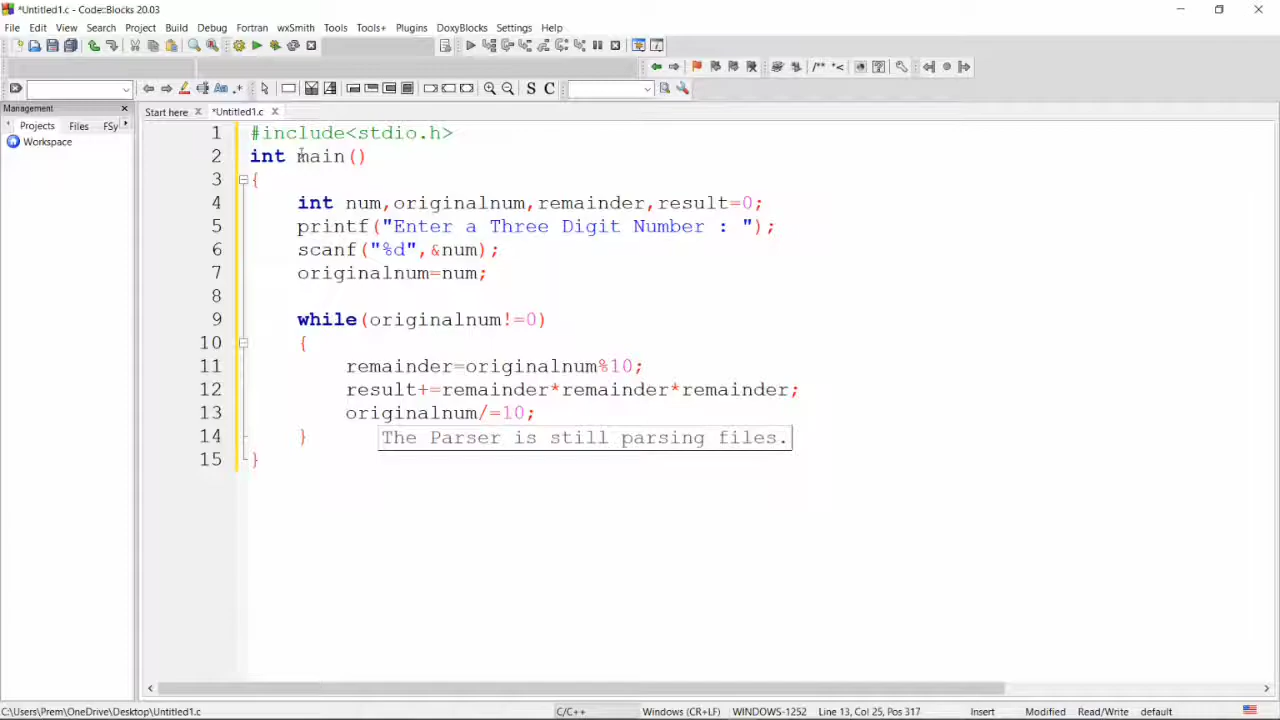 *Untitled1.c - Code::Blocks 20.03
File Edit View Search Project Build Debug Fortran wxSmith Tools Tools+ Plugins DoxyBlocks Settings Help
/** *<
S C
Management
Projects Files FSy
Workspace
Start here *Untitled1.c
1 #include<stdio.h>
2 int main()
3 {
4 int num,originalnum,remainder,result=0;
5 printf("Enter a Three Digit Number : ");
6 scanf("%d",&num);
7 originalnum=num;
8
9 while(originalnum!=0)
10 {
11 remainder=originalnum%10;
12 result+=remainder*remainder*remainder;
13 originalnum/=10;
14 }
The Parser is still parsing files.
15 }
C:\Users\Prem\OneDrive\Desktop\Untitled1.c C/C++ Windows (CR+LF) WINDOWS-1252 Line 13, Col 25, Pos 317 Insert Modified Read/Write default